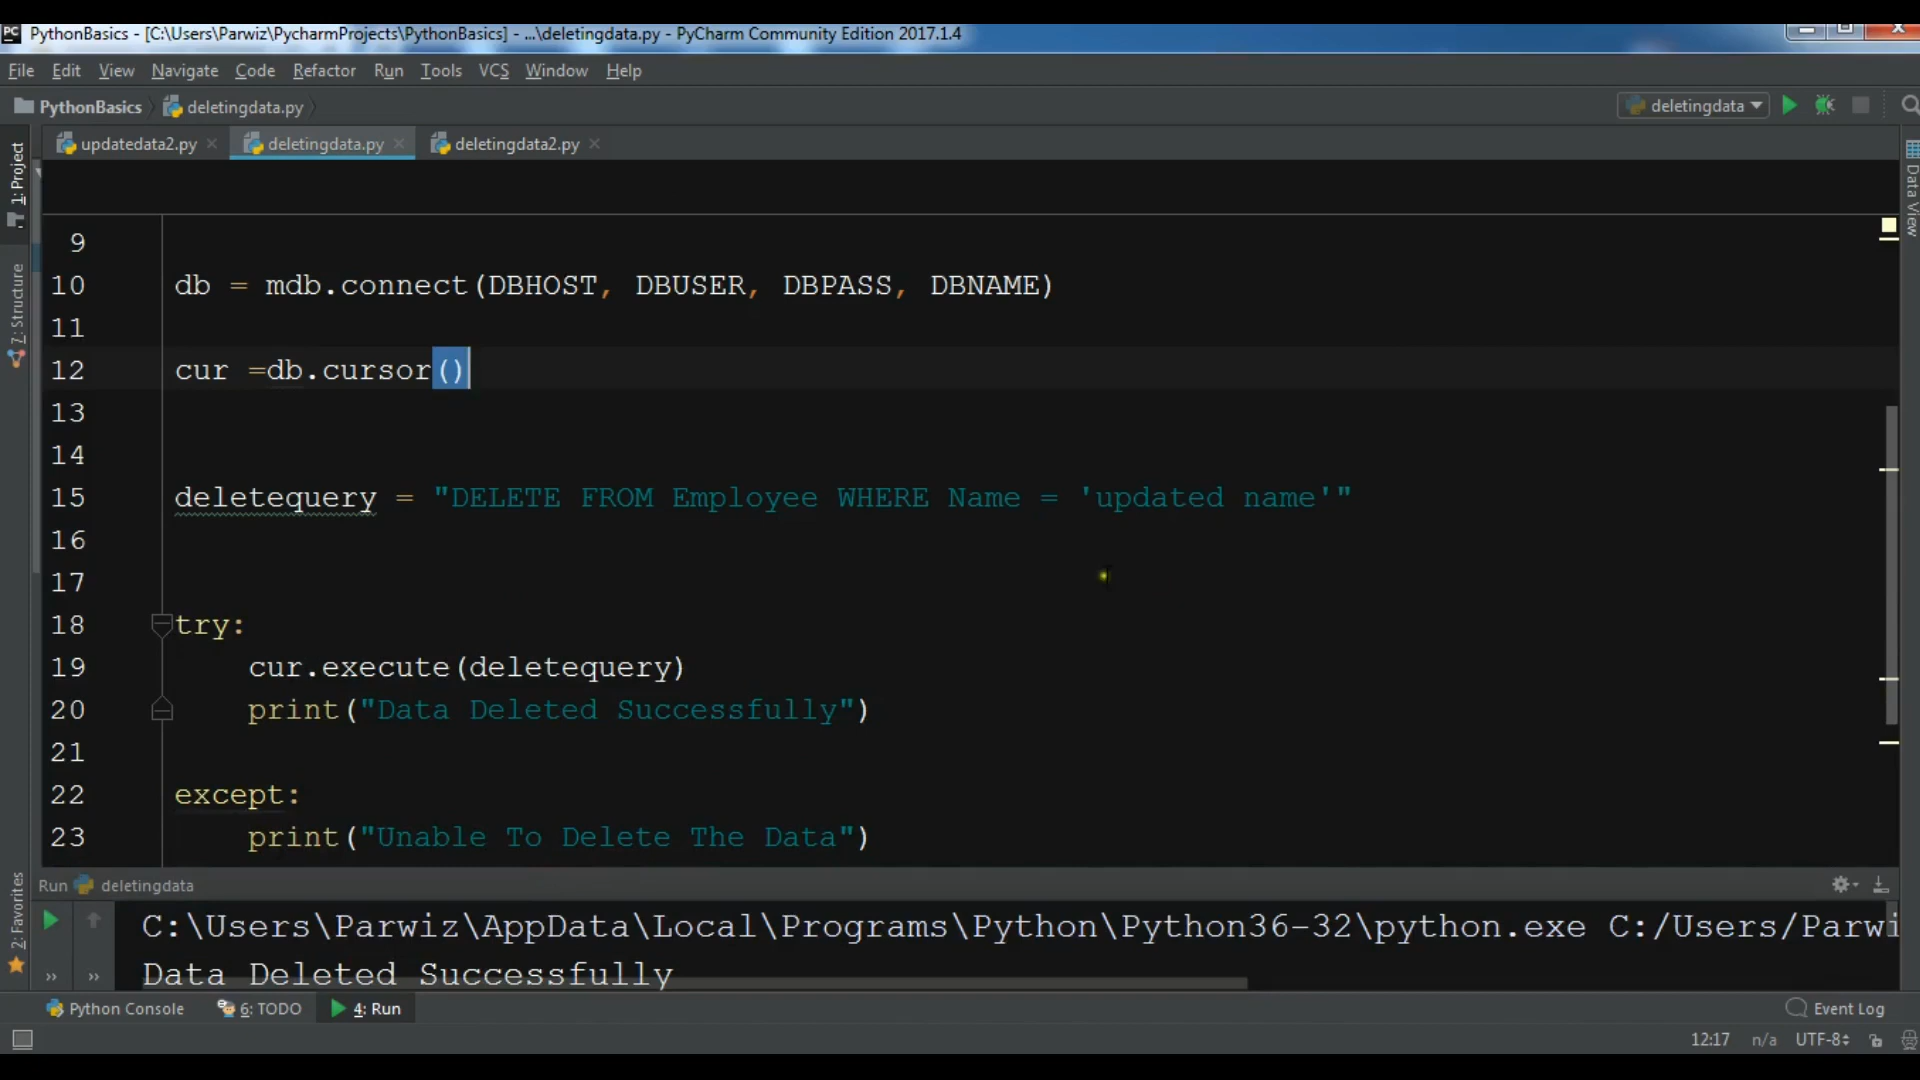 PythonBasics - [C:\Users\Parwiz\PycharmProjects\PythonBasics] - ...\deletingdata.py - PyCharm Community Edition 2017.1.4
File Edit View Navigate Code Refactor Run Tools VCS Window Help
PythonBasics deletingdata.py deletingdata
updatedata2.py deletingdata.py deletingdata2.py
1: Project
7: Structure
2: Favorites
Data View
9
10 db = mdb.connect(DBHOST, DBUSER, DBPASS, DBNAME)
11
12 cur =db.cursor()
13
14
15 deletequery = "DELETE FROM Employee WHERE Name = 'updated name'"
16
17
18 try:
19 cur.execute(deletequery)
20 print("Data Deleted Successfully")
21
22 except:
23 print("Unable To Delete The Data")
Run deletingdata
C:\Users\Parwiz\AppData\Local\Programs\Python\Python36-32\python.exe C:/Users/Parwi
Data Deleted Successfully
Python Console 6: TODO 4: Run Event Log
12:17 n/a UTF-8